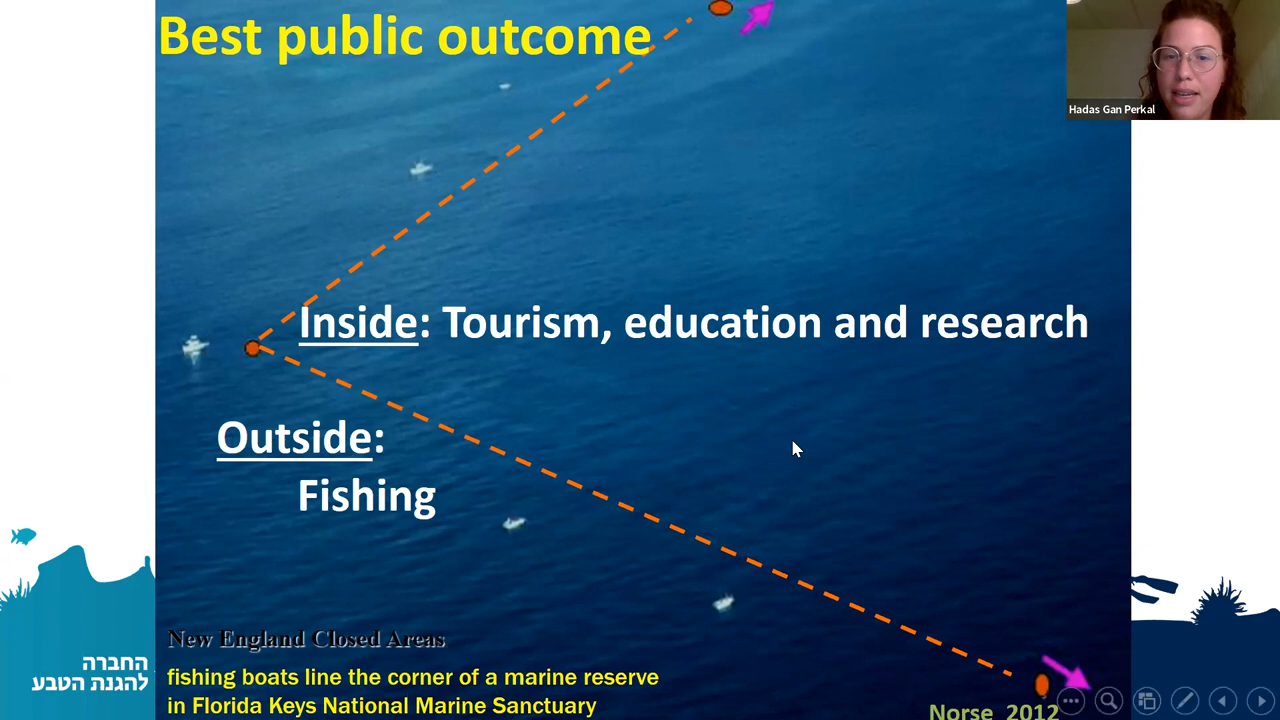 Best public outcome
Hadas Gan Perkal
Inside: Tourism, education and research
Outside:
Fishing
New England Closed Areas
fishing boats line the corner of a marine reserve
in Florida Keys National Marine Sanctuary
החברה
להגנת הטבע
Norse 2012